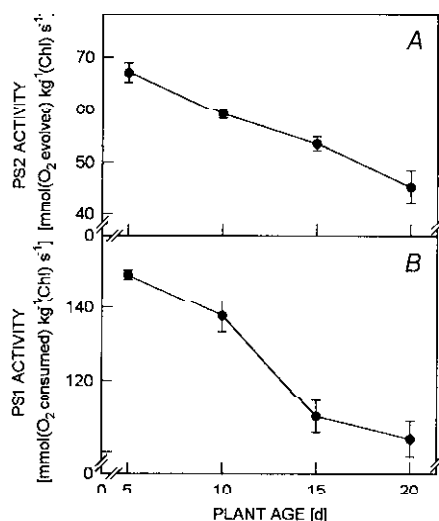 PS2 ACTIVITY
[mmol(O₂ evolved) kg⁻¹(Chl) s⁻¹]
70
60
50
40
0
A
PS1 ACTIVITY
[mmol(O₂ consumed) kg⁻¹(Chl) s⁻¹]
140
120
0
B
0 5 10 15 20
PLANT AGE [d]